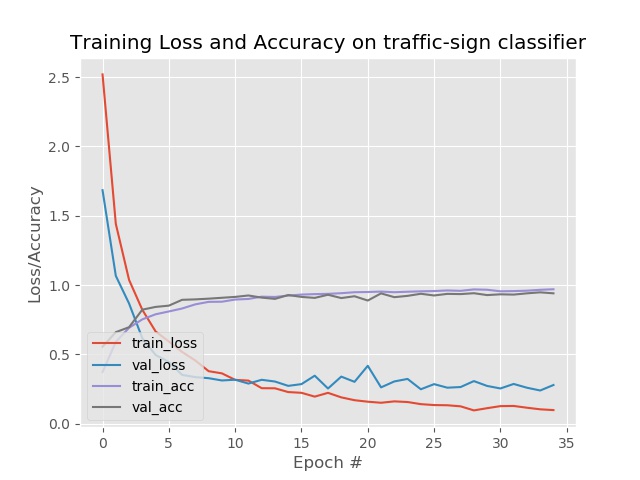 Training Loss and Accuracy on traffic-sign classifier
2.5
2.0
1.5
1.0
0.5
0.0
Loss/Accuracy
train_loss
val_loss
train_acc
val_acc
0 5 10 15 20 25 30 35
Epoch #